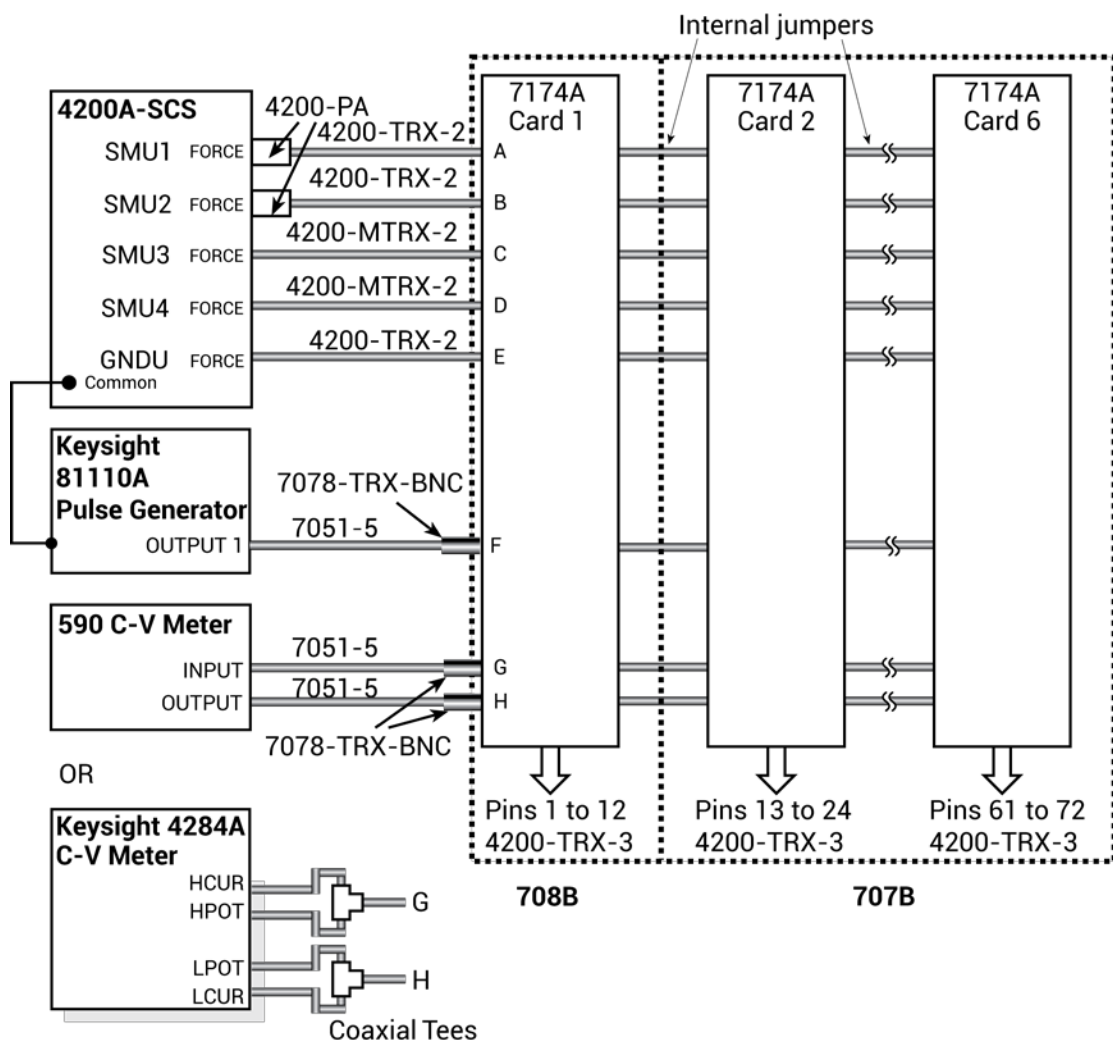 Internal jumpers
4200A-SCS
4200-PA
SMU1 FORCE
4200-TRX-2
A
SMU2 FORCE
4200-TRX-2
B
SMU3 FORCE
4200-MTRX-2
C
SMU4 FORCE
4200-MTRX-2
D
GNDU FORCE
4200-TRX-2
E
Common
7174A
Card 1
7174A
Card 2
7174A
Card 6
Keysight
81110A
Pulse Generator
OUTPUT 1
7051-5
7078-TRX-BNC
F
590 C-V Meter
INPUT
7051-5
G
OUTPUT
7051-5
H
7078-TRX-BNC
OR
Pins 1 to 12
4200-TRX-3
Pins 13 to 24
4200-TRX-3
Pins 61 to 72
4200-TRX-3
708B
707B
Keysight 4284A
C-V Meter
HCUR
HPOT
G
LPOT
LCUR
H
Coaxial Tees